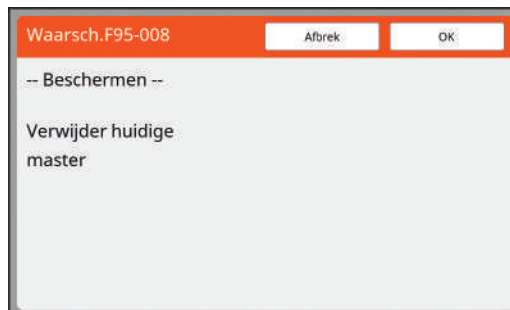 Waarsch.F95-008
Afbrek
OK
-- Beschermen --
Verwijder huidige
master